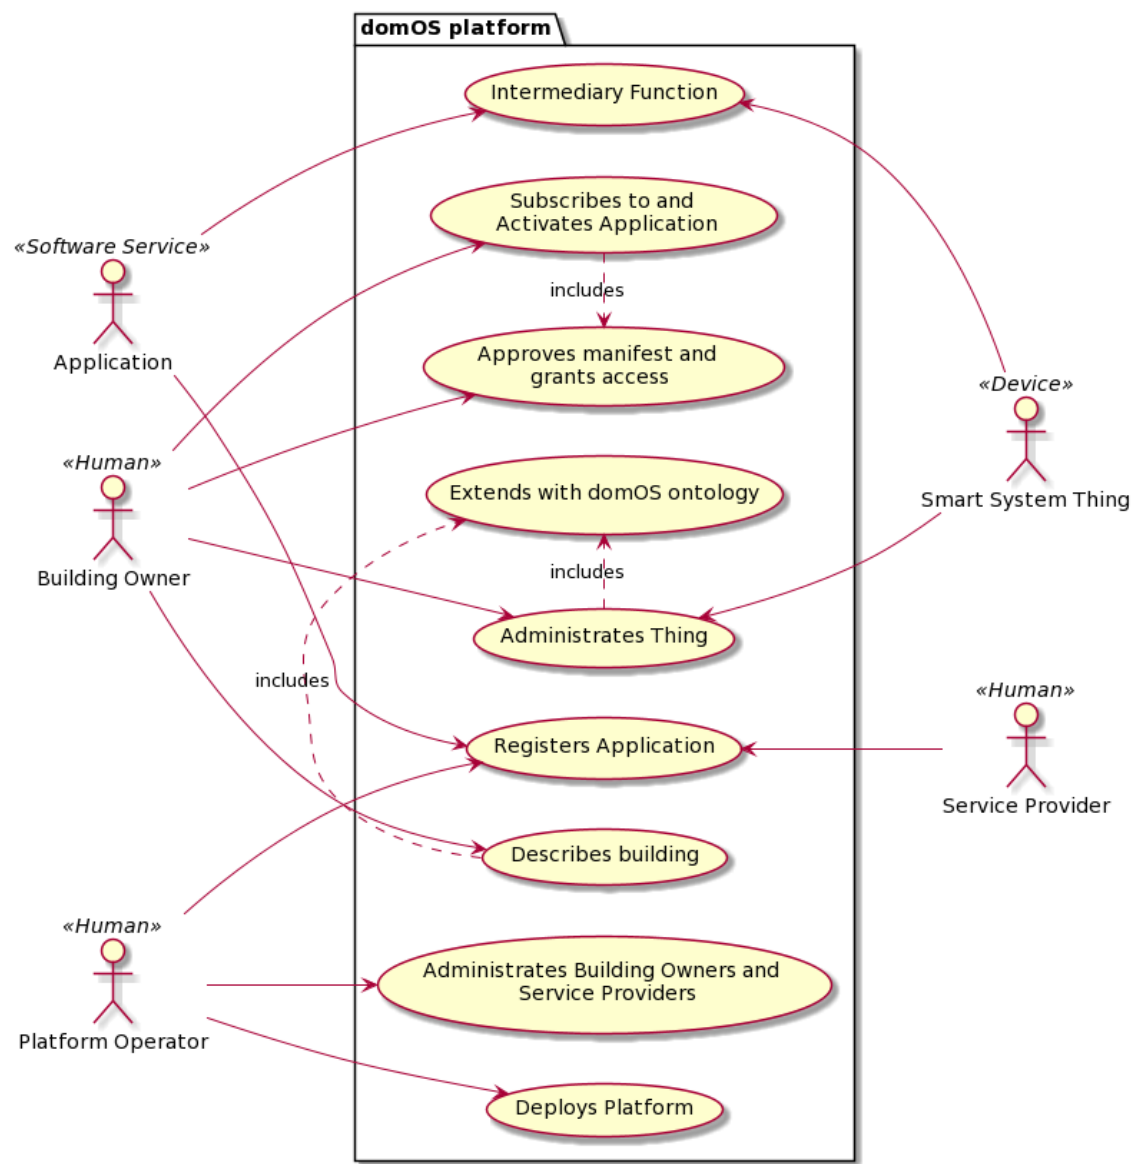 domOS platform
Intermediary Function
Subscribes to and
Activates Application
«Software Service»
includes
Application
Approves manifest and
grants access
«Device»
«Human»
Extends with domOS ontology
Smart System Thing
Building Owner
includes
Administrates Thing
includes
«Human»
Registers Application
Service Provider
Describes building
«Human»
Administrates Building Owners and
Service Providers
Platform Operator
Deploys Platform